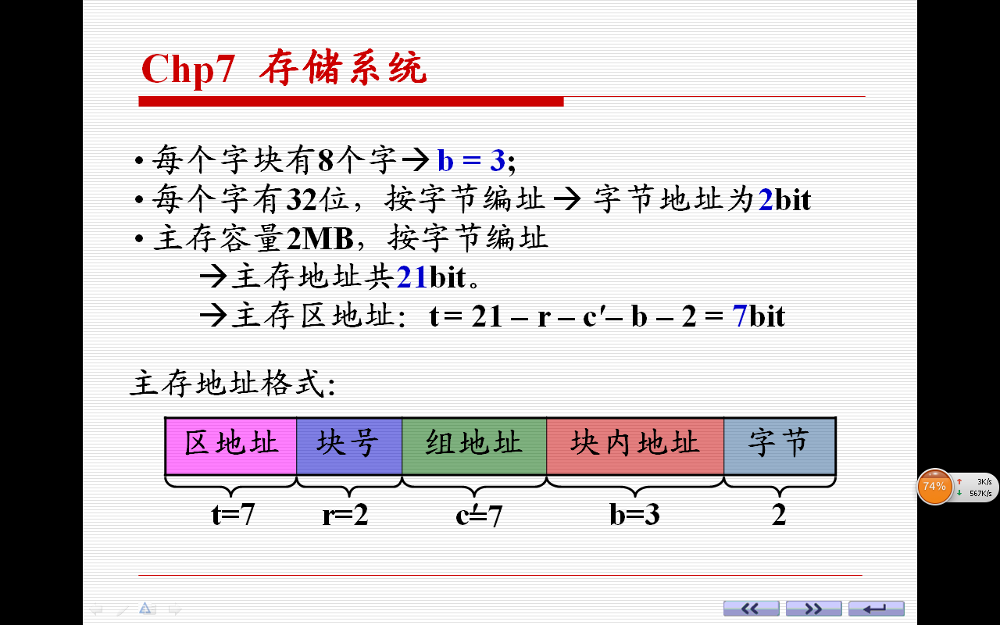 Chp7 存储系统
• 每个字块有8个字→ b = 3;
• 每个字有32位，按字节编址→ 字节地址为2bit
• 主存容量2MB，按字节编址
→主存地址共21bit。
→主存区地址：t = 21 – r – c′– b – 2 = 7bit
主存地址格式：
区地址 块号 组地址 块内地址 字节
t=7 r=2 c′=7 b=3 2
74% 3K/s
567K/s